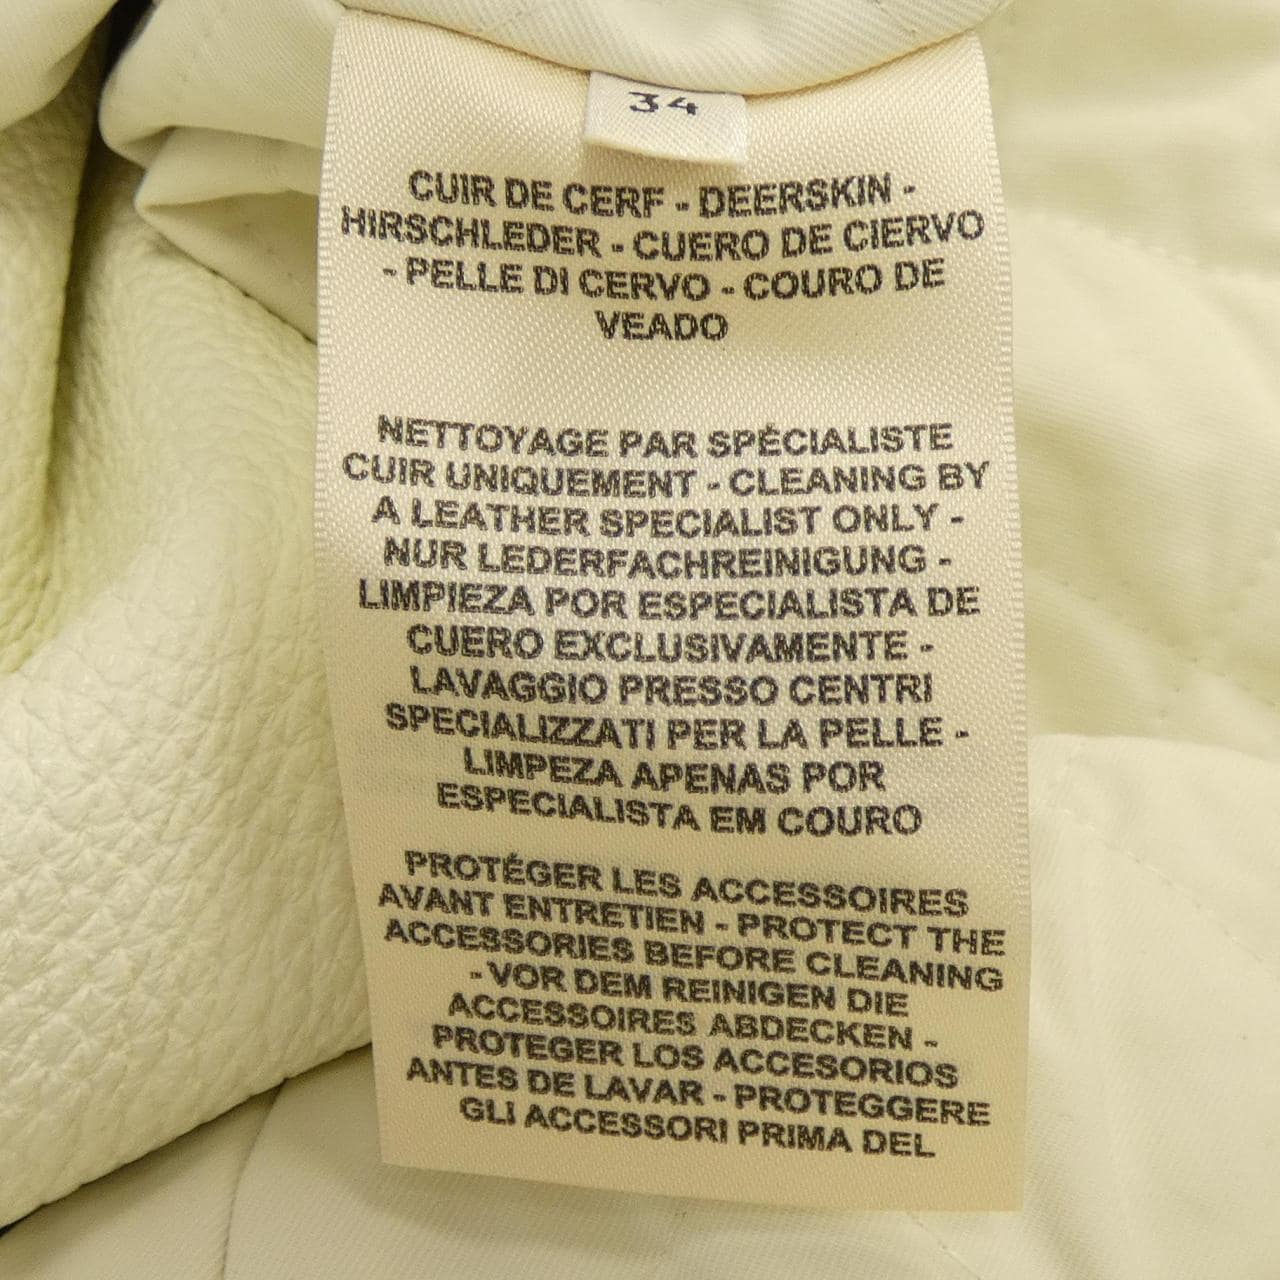 34
CUIR DE CERF - DEERSKIN -
HIRSCHLEDER - CUERO DE CIERVO
- PELLE DI CERVO - COURO DE
VEADO
NETTOYAGE PAR SPÉCIALISTE
CUIR UNIQUEMENT - CLEANING BY
A LEATHER SPECIALIST ONLY -
NUR LEDERFACHREINIGUNG -
LIMPIEZA POR ESPECIALISTA DE
CUERO EXCLUSIVAMENTE -
LAVAGGIO PRESSO CENTRI
SPECIALIZZATI PER LA PELLE -
LIMPEZA APENAS POR
ESPECIALISTA EM COURO
PROTÉGER LES ACCESSOIRES
AVANT ENTRETIEN - PROTECT THE
ACCESSORIES BEFORE CLEANING
- VOR DEM REINIGEN DIE
ACCESSOIRES ABDECKEN -
PROTEGER LOS ACCESORIOS
ANTES DE LAVAR - PROTEGGERE
GLI ACCESSORI PRIMA DEL